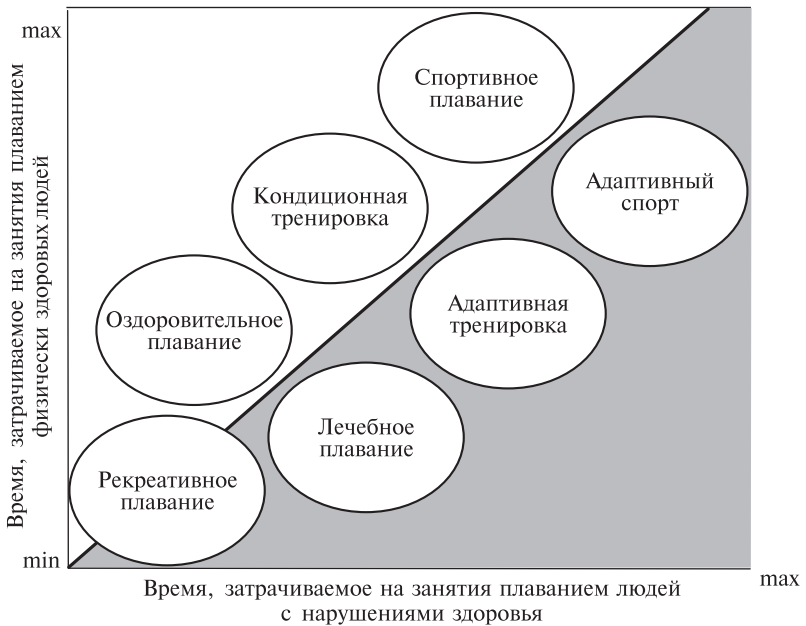 max
Время, затрачиваемое на занятия плаванием
физически здоровых людей
Спортивное
плавание
Адаптивный
спорт
Кондиционная
тренировка
Адаптивная
тренировка
Оздоровительное
плавание
Лечебное
плавание
Рекреативное
плавание
min
max
Время, затрачиваемое на занятия плаванием людей
с нарушениями здоровья